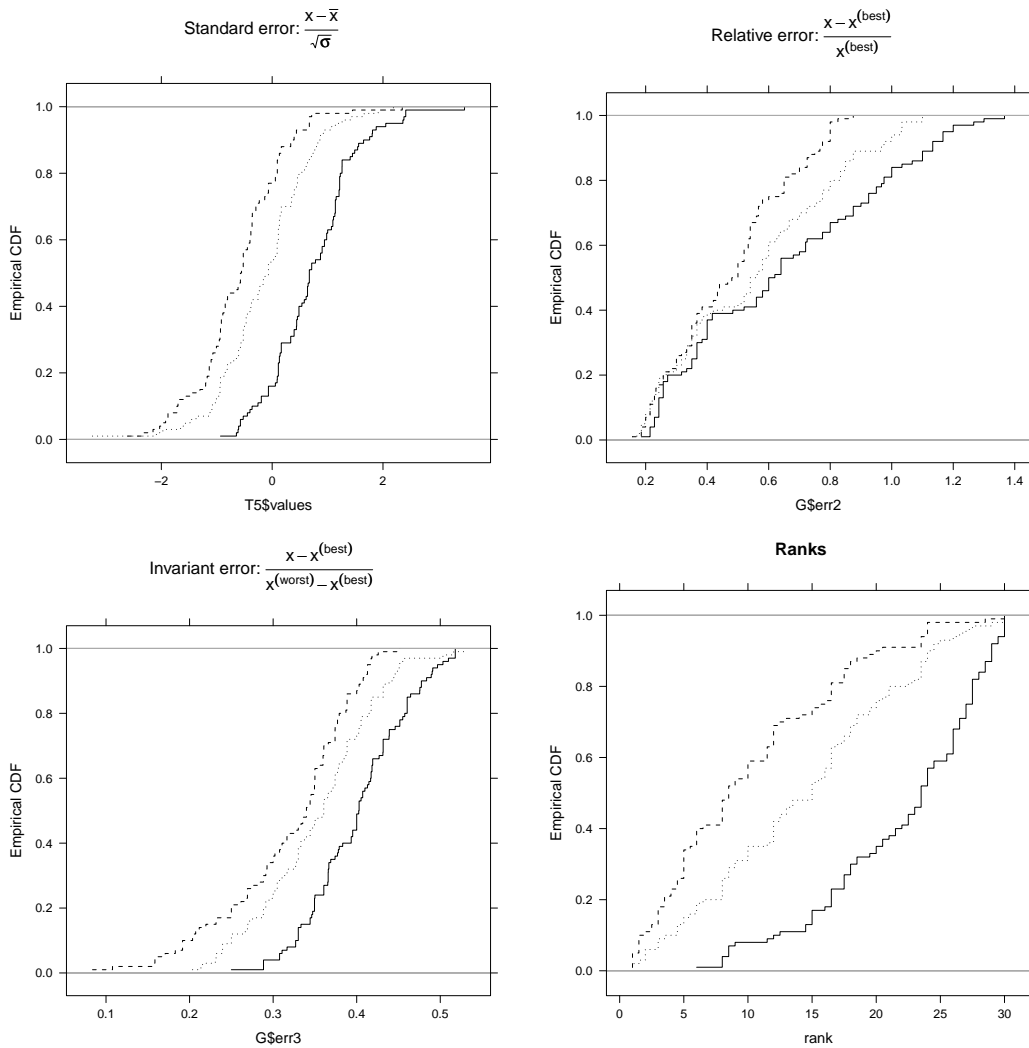 Standard error: x − x̅ / √σ
Empirical CDF
1.0
0.8
0.6
0.4
0.2
0.0
−2 0 2
T5$values
Relative error: x − x^(best) / x^(best)
Empirical CDF
1.0
0.8
0.6
0.4
0.2
0.0
0.2 0.4 0.6 0.8 1.0 1.2 1.4
G$err2
Invariant error: x − x^(best) / x^(worst) − x^(best)
Empirical CDF
1.0
0.8
0.6
0.4
0.2
0.0
0.1 0.2 0.3 0.4 0.5
G$err3
Ranks
Empirical CDF
1.0
0.8
0.6
0.4
0.2
0.0
0 5 10 15 20 25 30
rank